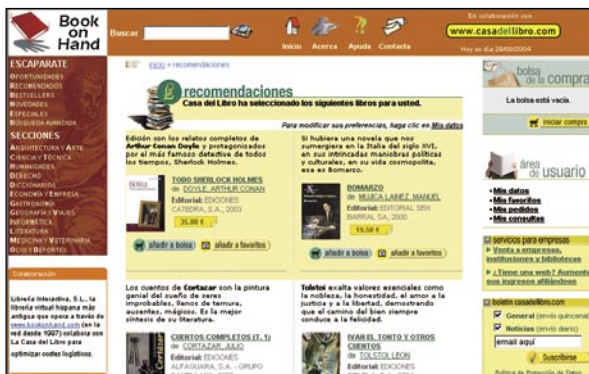 Book
on
Hand
Buscar
Inicio Acerca Ayuda Contacta
En colaboración con
www.casadellibro.com
Hoy es día 29/06/2004
ESCAPARATE
OPORTUNIDADES
RECOMENDADOS
BESTSELLERS
NOVEDADES
ESPECIALES
BÚSQUEDA AVANZADA
SECCIONES
ARQUITECTURA Y ARTE
CIENCIA Y TÉCNICA
HUMANIDADES
DERECHO
DICCIONARIOS
ECONOMÍA Y EMPRESA
GASTRONOMÍA
GEOGRAFÍA Y VIAJES
INFORMÁTICA
LITERATURA
MEDICINA Y VETERINARIA
OCIO Y DEPORTES
Colaboración
Librería Interactiva, S.L., la
librería virtual hispana más
antigua que opera a través de
www.bookonhand.com (en la
red desde 1997) colabora con
La Casa del Libro para
optimizar costes logísticos.
inicio > recomendaciones
recomendaciones
Casa del Libro ha seleccionado los siguientes libros para usted.
Para modificar sus preferencias, haga clic en Mis datos
Edición con los relatos completos de
Arthur Conan Doyle y protagonizados
por el más famoso detective de todos
los tiempos, Sherlock Holmes.
TODO SHERLOCK HOLMES
de DOYLE, ARTHUR CONAN
Editorial: EDICIONES
CATEDRA, S.A., 2003
35.00 €
añadir a bolsa añadir a favoritos
Si hubiera una novela que nos
sumergiera en la Italia del siglo XVI,
en sus intrincadas maniobras políticas
y culturales, en su vida cosmopolita,
esa es Bomarzo.
BOMARZO
de MUJICA LAINEZ, MANUEL
Editorial: EDITORIAL SEIX
BARRAL SA, 2000
19.50 €
añadir a bolsa añadir a favoritos
Los cuentos de Cortazar son la pintura
genial del sueño de seres
improbables, llenos de ternura,
ausentes, mágicos. Es la mejor
síntesis de su literatura.
CUENTOS COMPLETOS (T. 1)
de CORTAZAR, JULIO
Editorial: EDICIONES
ALFAGUARA, S.A. - GRUPO
Tolstoi exalta valores esenciales como
la nobleza, la honestidad, el amor a la
justicia y a la libertad, demostrando
que el camino del bien siempre
conduce a la felicidad.
IVAN EL TONTO Y OTROS
CUENTOS
de TOLSTOI, LEON
Editorial: EDICIONES
bolsa
de la compra
La bolsa está vacía.
iniciar compra
área
de usuario
Mis datos
Mis favoritos
Mis pedidos
Mis consultas
servicios para empresas
Venta a empresas,
instituciones y bibliotecas
¿Tiene una web? Aumente
sus ingresos afiliándose
boletín casadellibro.com
General (envío quincenal)
Noticias (envío diario)
email aquí
Suscribirse
Política de Protección de Datos